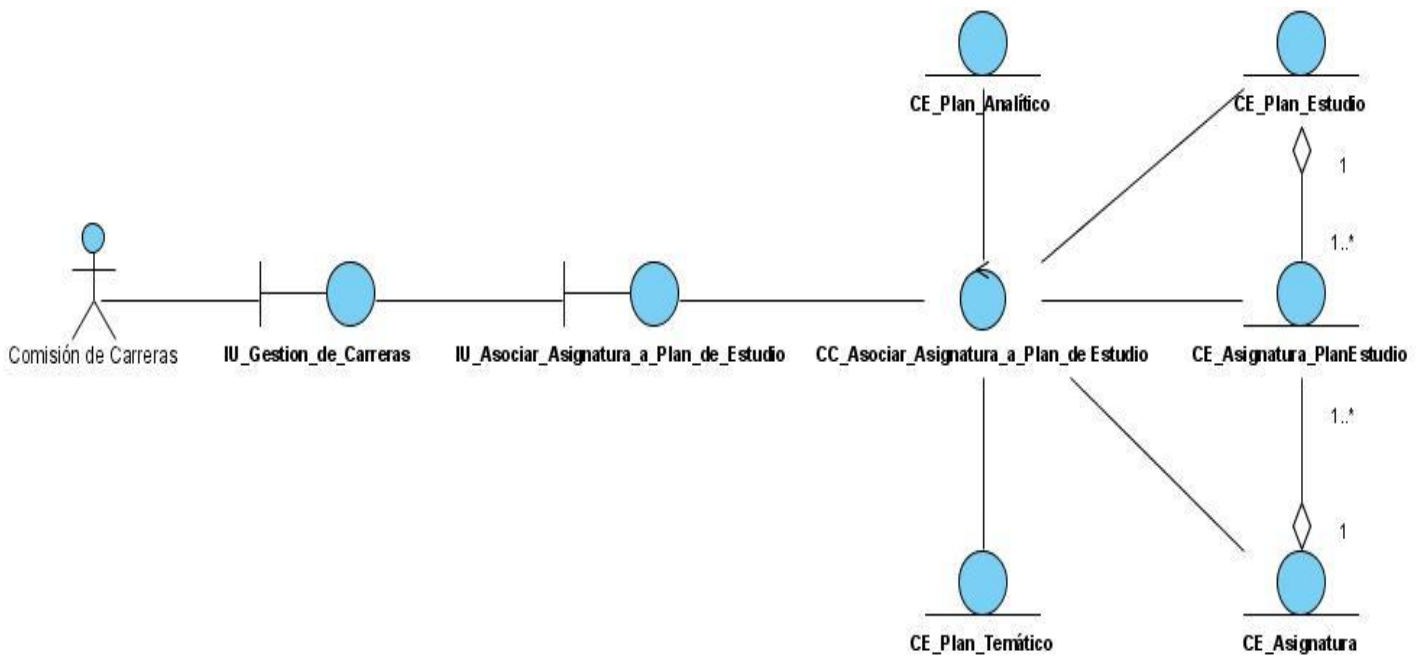 CE_Plan_Analítico
CE_Plan_Estudio
1
1..*
Comisión de Carreras
IU_Gestion_de_Carreras
IU_Asociar_Asignatura_a_Plan_de_Estudio
CC_Asociar_Asignatura_a_Plan_de Estudio
CE_Asignatura_PlanEstudio
1..*
1
CE_Plan_Temático
CE_Asignatura